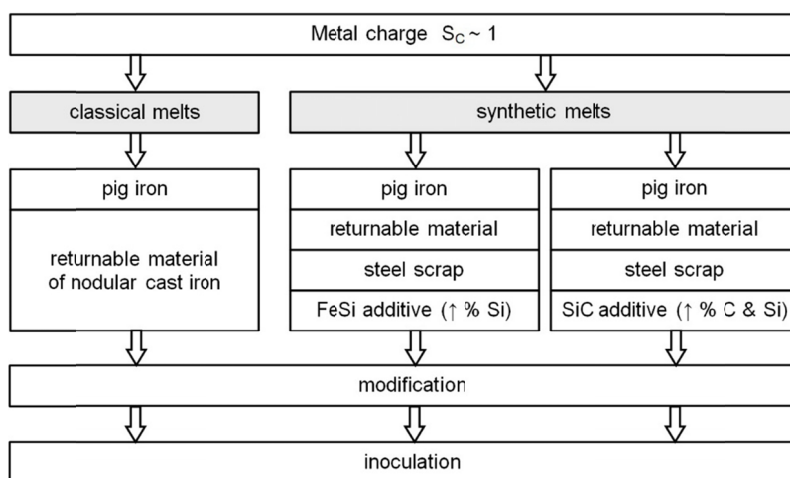 Metal charge S_C ~ 1
classical melts
synthetic melts
pig iron
returnable material
of nodular cast iron
pig iron
returnable material
steel scrap
FeSi additive (↑ % Si)
pig iron
returnable material
steel scrap
SiC additive (↑ % C & Si)
modification
inoculation